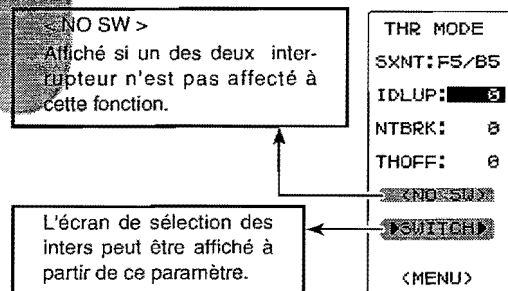 <NO SW >
Affiché si un des deux inter-
rupteur n'est pas affecté à
cette fonction.
L'écran de sélection des
inters peut être affiché à
partir de ce paramètre.
THR MODE
SXNT:F5/B5
IDLUP: 0
NTBRK: 0
THOFF: 0
<NO SW>
▶SWITCH▶
<MENU>